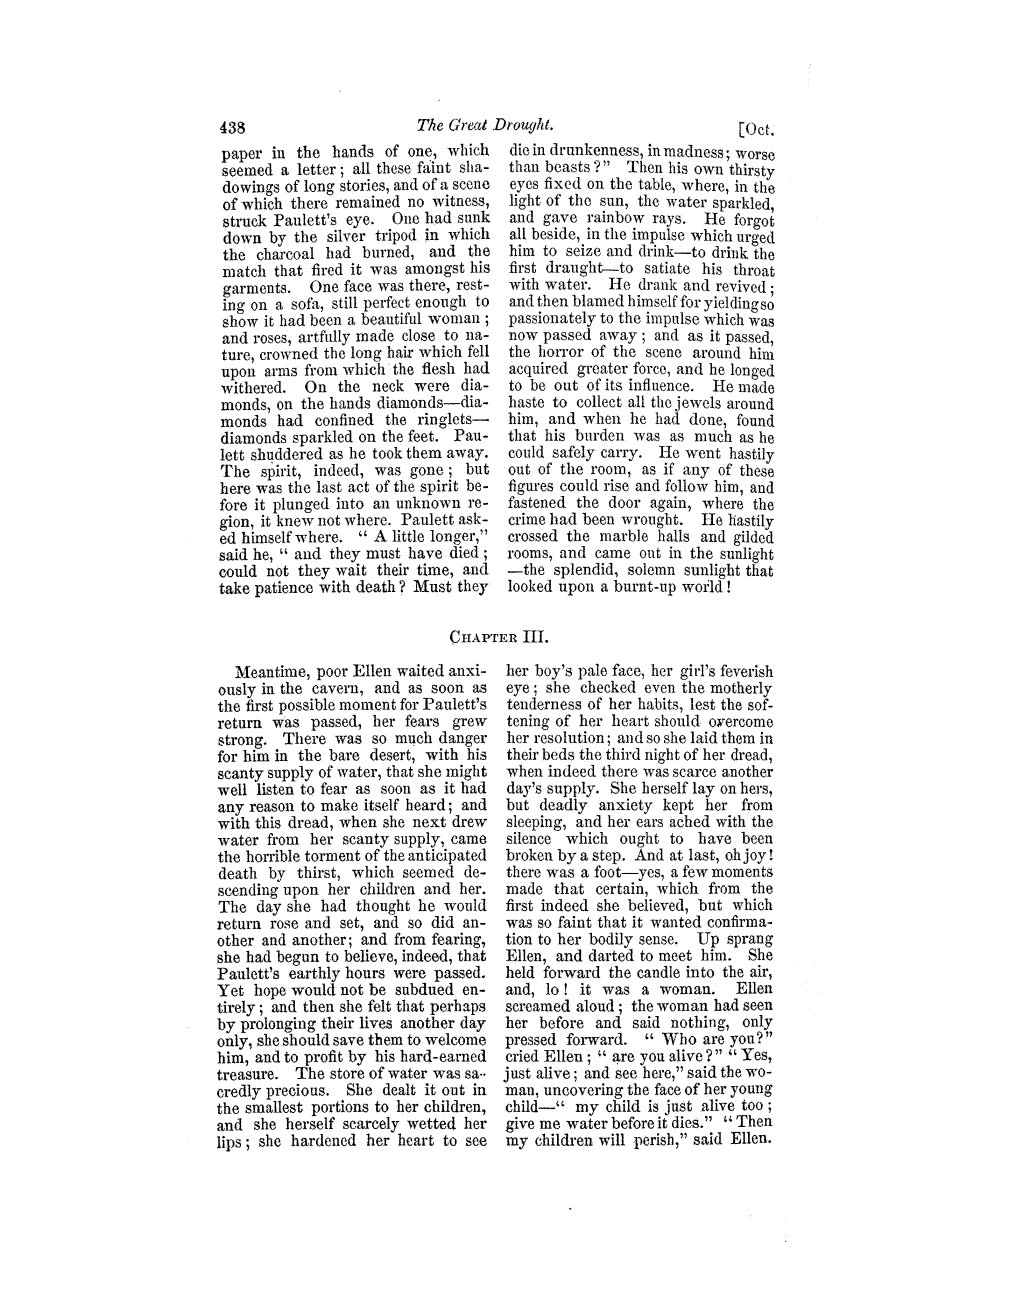 438
The Great Drought.
[Oct.
paper in the hands of one, which
seemed a letter ; all these faint sha-
dowings of long stories, and of a scene
of which there remained no witness,
struck Paulett's eye. One had sunk
down by the silver tripod in which
the charcoal had burned, and the
match that fired it was amongst his
garments. One face was there, rest-
ing on a sofa, still perfect enough to
show it had been a beautiful woman ;
and roses, artfully made close to na-
ture, crowned the long hair which fell
upon arms from which the flesh had
withered. On the neck were dia-
monds, on the hands diamonds—dia-
monds had confined the ringlets—
diamonds sparkled on the feet. Pau-
lett shuddered as he took them away.
The spirit, indeed, was gone ; but
here was the last act of the spirit be-
fore it plunged into an unknown re-
gion, it knew not where. Paulett ask-
ed himself where. “ A little longer,”
said he, “ and they must have died ;
could not they wait their time, and
take patience with death ? Must they
die in drunkenness, in madness ; worse
than beasts ?” Then his own thirsty
eyes fixed on the table, where, in the
light of the sun, the water sparkled,
and gave rainbow rays. He forgot
all beside, in the impulse which urged
him to seize and drink—to drink the
first draught—to satiate his throat
with water. He drank and revived ;
and then blamed himself for yielding so
passionately to the impulse which was
now passed away ; and as it passed,
the horror of the scene around him
acquired greater force, and he longed
to be out of its influence. He made
haste to collect all the jewels around
him, and when he had done, found
that his burden was as much as he
could safely carry. He went hastily
out of the room, as if any of these
figures could rise and follow him, and
fastened the door again, where the
crime had been wrought. He hastily
crossed the marble halls and gilded
rooms, and came out in the sunlight
—the splendid, solemn sunlight that
looked upon a burnt-up world !
CHAPTER III.
Meantime, poor Ellen waited anxi-
ously in the cavern, and as soon as
the first possible moment for Paulett's
return was passed, her fears grew
strong. There was so much danger
for him in the bare desert, with his
scanty supply of water, that she might
well listen to fear as soon as it had
any reason to make itself heard ; and
with this dread, when she next drew
water from her scanty supply, came
the horrible torment of the anticipated
death by thirst, which seemed de-
scending upon her children and her.
The day she had thought he would
return rose and set, and so did an-
other and another; and from fearing,
she had begun to believe, indeed, that
Paulett's earthly hours were passed.
Yet hope would not be subdued en-
tirely ; and then she felt that perhaps
by prolonging their lives another day
only, she should save them to welcome
him, and to profit by his hard-earned
treasure. The store of water was sa-
credly precious. She dealt it out in
the smallest portions to her children,
and she herself scarcely wetted her
lips ; she hardened her heart to see
her boy's pale face, her girl's feverish
eye ; she checked even the motherly
tenderness of her habits, lest the sof-
tening of her heart should overcome
her resolution ; and so she laid them in
their beds the third night of her dread,
when indeed there was scarce another
day's supply. She herself lay on hers,
but deadly anxiety kept her from
sleeping, and her ears ached with the
silence which ought to have been
broken by a step. And at last, oh joy !
there was a foot—yes, a few moments
made that certain, which from the
first indeed she believed, but which
was so faint that it wanted confirma-
tion to her bodily sense. Up sprang
Ellen, and darted to meet him. She
held forward the candle into the air,
and, lo ! it was a woman. Ellen
screamed aloud ; the woman had seen
her before and said nothing, only
pressed forward. “ Who are you?”
cried Ellen ; “ are you alive ?” “ Yes,
just alive ; and see here,” said the wo-
man, uncovering the face of her young
child—“ my child is just alive too ;
give me water before it dies.” “ Then
my children will perish,” said Ellen.